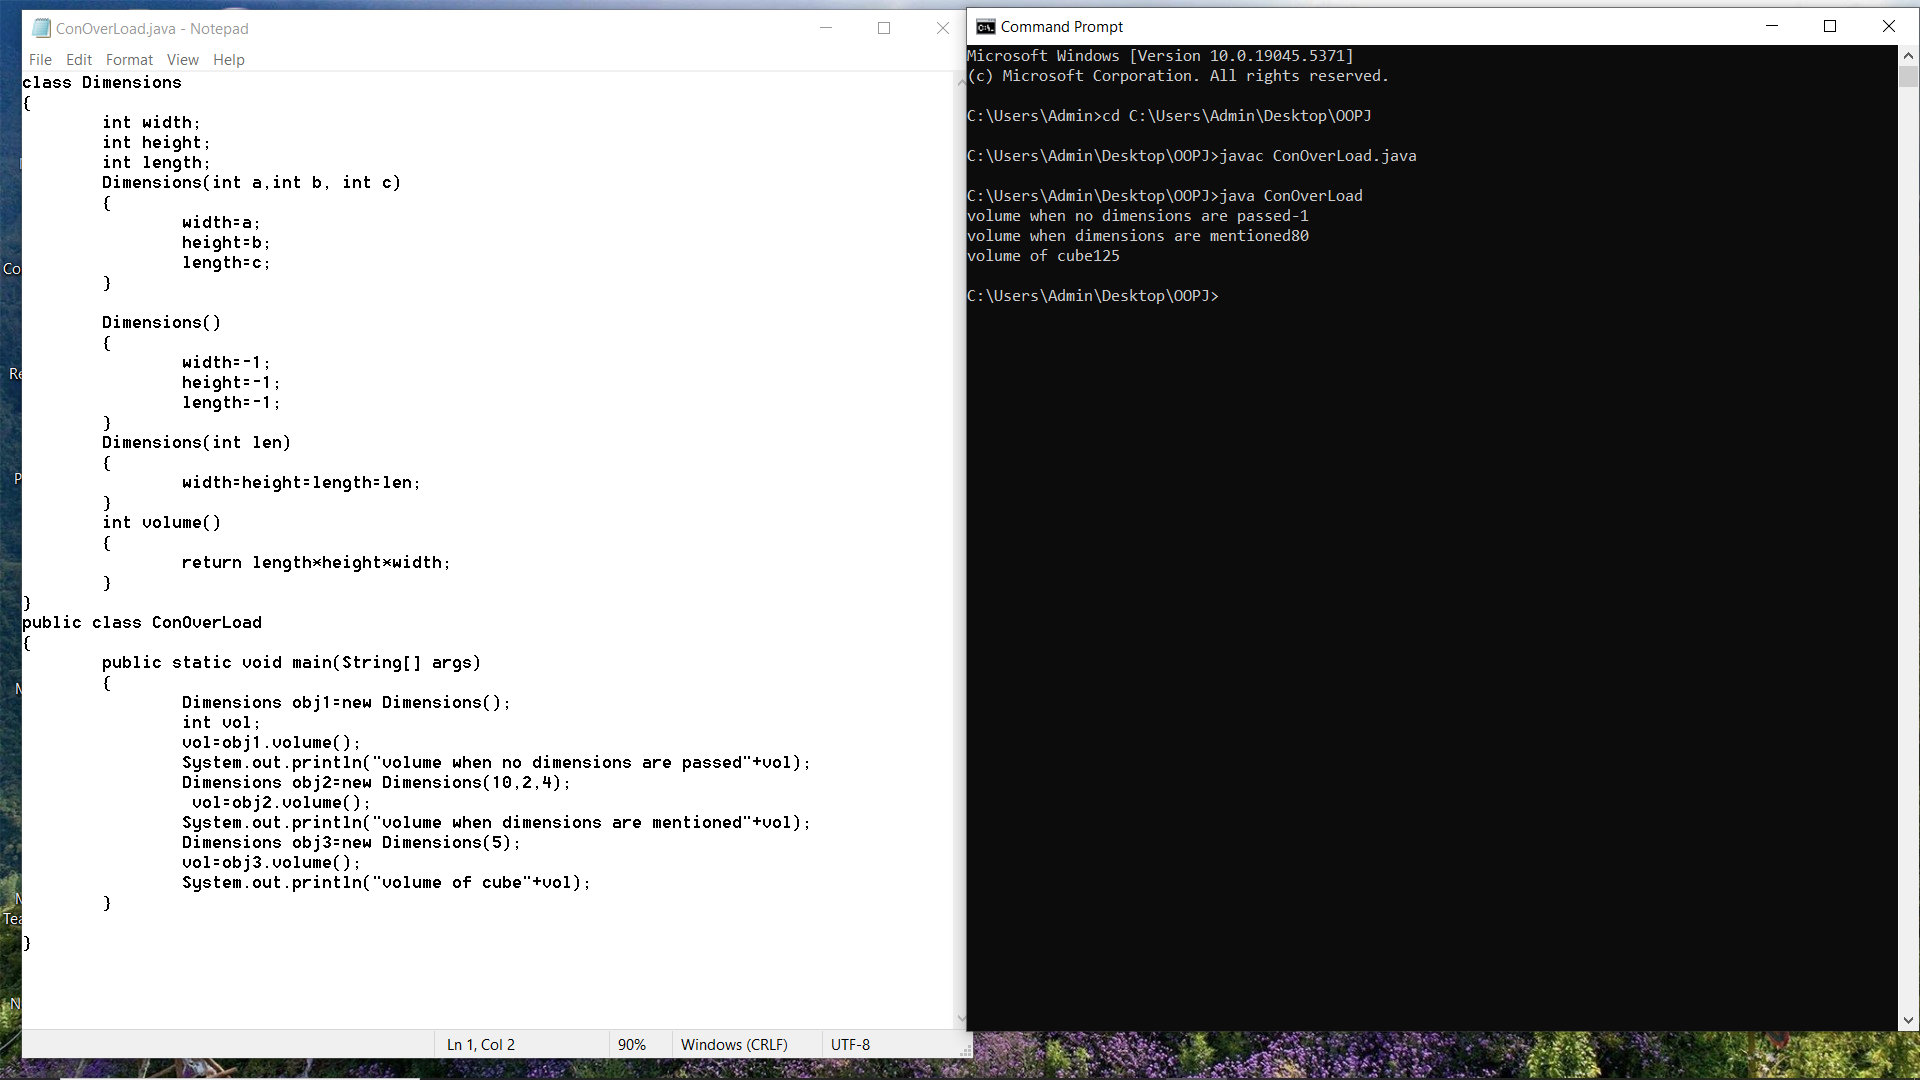 ConOverLoad.java - Notepad
File Edit Format View Help
class Dimensions
{
int width;
int height;
int length;
Dimensions(int a,int b, int c)
{
width=a;
height=b;
length=c;
}
Dimensions()
{
width=-1;
height=-1;
length=-1;
}
Dimensions(int len)
{
width=height=length=len;
}
int volume()
{
return length*height*width;
}
}
public class ConOverLoad
{
public static void main(String[] args)
{
Dimensions obj1=new Dimensions();
int vol;
vol=obj1.volume();
System.out.println("volume when no dimensions are passed"+vol);
Dimensions obj2=new Dimensions(10,2,4);
vol=obj2.volume();
System.out.println("volume when dimensions are mentioned"+vol);
Dimensions obj3=new Dimensions(5);
vol=obj3.volume();
System.out.println("volume of cube"+vol);
}
}
Ln 1, Col 2 90% Windows (CRLF) UTF-8
Command Prompt
Microsoft Windows [Version 10.0.19045.5371]
(c) Microsoft Corporation. All rights reserved.
C:\Users\Admin>cd C:\Users\Admin\Desktop\OOPJ
C:\Users\Admin\Desktop\OOPJ>javac ConOverLoad.java
C:\Users\Admin\Desktop\OOPJ>java ConOverLoad
volume when no dimensions are passed-1
volume when dimensions are mentioned80
volume of cube125
C:\Users\Admin\Desktop\OOPJ>